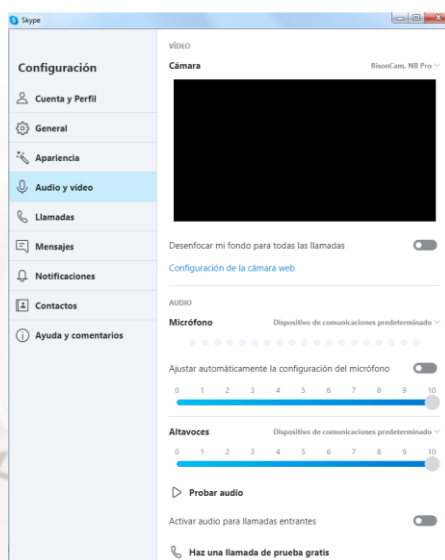 Skype
Configuración
Cuenta y Perfil
General
Apariencia
Audio y vídeo
Llamadas
Mensajes
Notificaciones
Contactos
Ayuda y comentarios
VÍDEO
Cámara BisonCam, NB Pro
Desenfocar mi fondo para todas las llamadas
Configuración de la cámara web
AUDIO
Micrófono Dispositivo de comunicaciones predeterminado
Ajustar automáticamente la configuración del micrófono
0 1 2 3 4 5 6 7 8 9 10
Altavoces Dispositivo de comunicaciones predeterminado
0 1 2 3 4 5 6 7 8 9 10
Probar audio
Activar audio para llamadas entrantes
Haz una llamada de prueba gratis